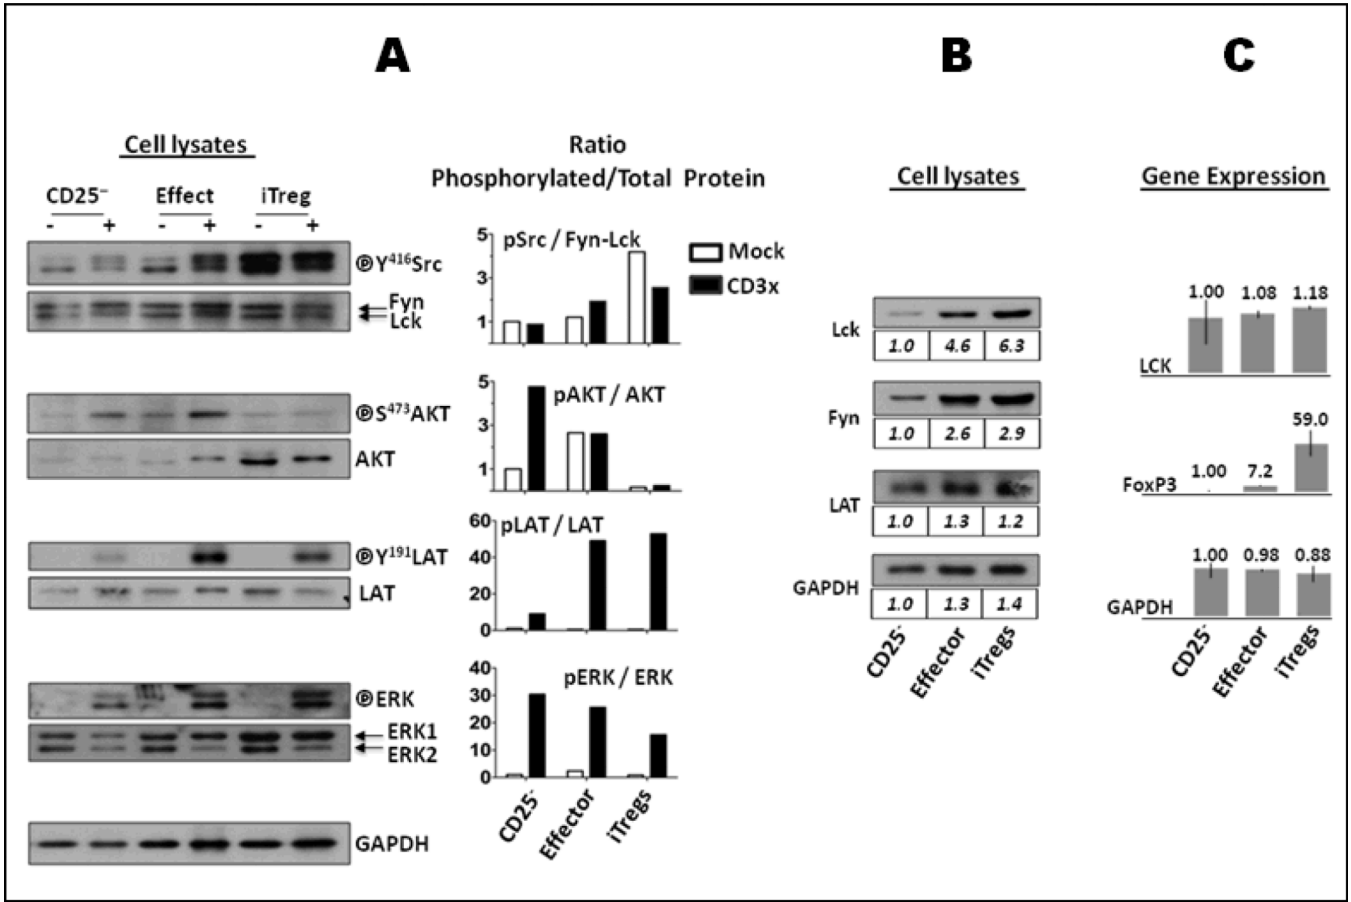 A
B
C
Cell lysates
CD25⁻ Effect iTreg
- + - + - +
Ⓟ Y⁴¹⁶Src
Fyn
Lck
Ⓟ S⁴⁷³AKT
AKT
Ⓟ Y¹⁹¹LAT
LAT
Ⓟ ERK
ERK1
ERK2
GAPDH
Ratio
Phosphorylated/Total Protein
pSrc / Fyn-Lck
5
3
1
Mock
CD3x
pAKT / AKT
5
3
1
pLAT / LAT
60
40
20
0
pERK / ERK
40
30
20
10
0
CD25⁻
Effector
iTregs
Cell lysates
Lck
1.0 4.6 6.3
Fyn
1.0 2.6 2.9
LAT
1.0 1.3 1.2
GAPDH
1.0 1.3 1.4
CD25⁻
Effector
iTregs
Gene Expression
1.00 1.08 1.18
LCK
1.00 7.2 59.0
FoxP3
1.00 0.98 0.88
GAPDH
CD25⁻
Effector
iTregs